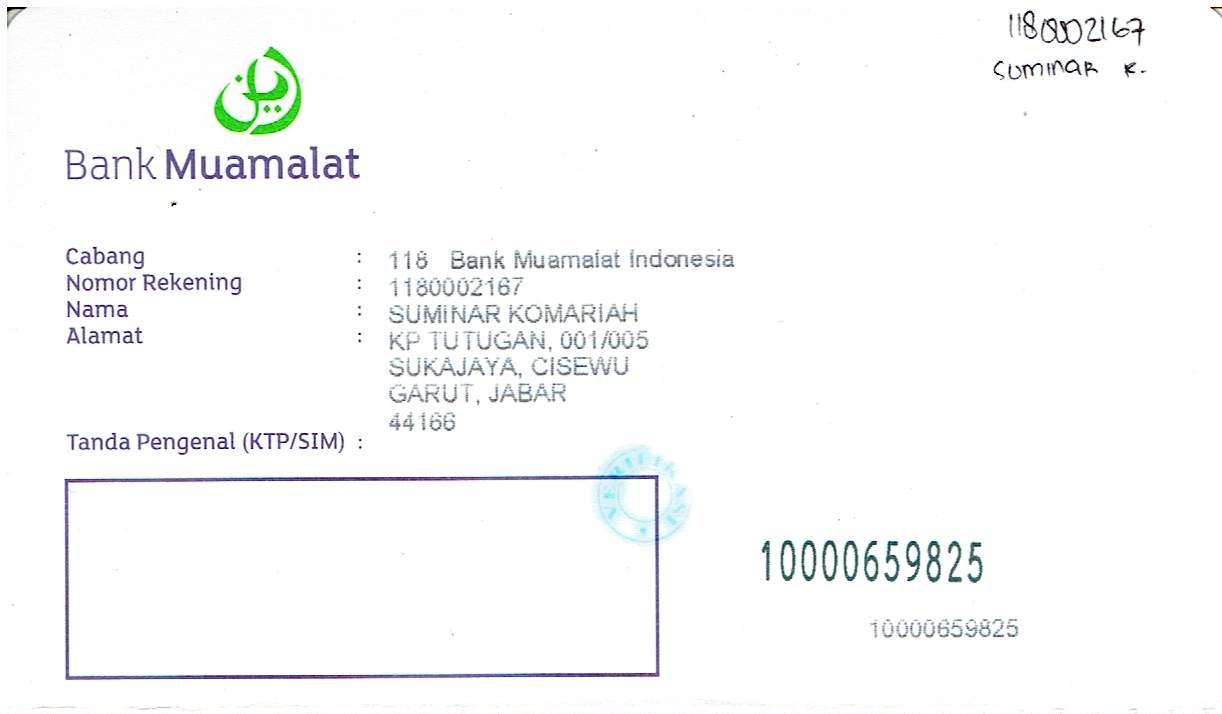 1180002167
SUMINAR K.
Bank Muamalat
Cabang : 118 Bank Muamalat Indonesia
Nomor Rekening : 1180002167
Nama : SUMINAR KOMARIAH
Alamat : KP TUTUGAN, 001/005
SUKAJAYA, CISEWU
GARUT, JABAR
44166
Tanda Pengenal (KTP/SIM) :
VERIFIKASI
10000659825
10000659825